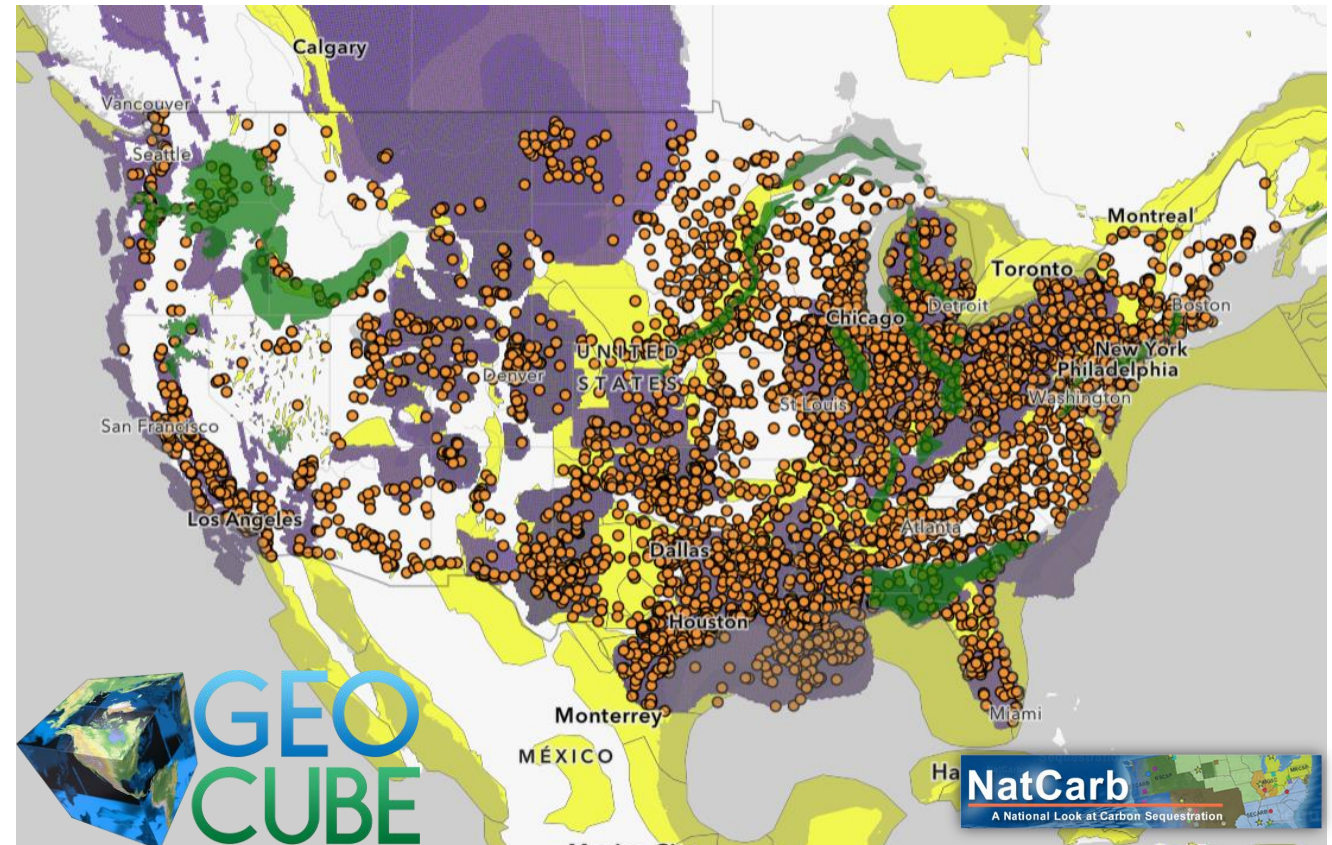 Calgary
Vancouver
Seattle
Montreal
Toronto
Detroit
Boston
Chicago
New York
Philadelphia
UNITED
STATES
Denver
St Louis
Washington
San Francisco
Los Angeles
Atlanta
Dallas
Houston
Monterrey
Miami
MÉXICO
GEO
CUBE
Ha
NatCarb
A National Look at Carbon Sequestration